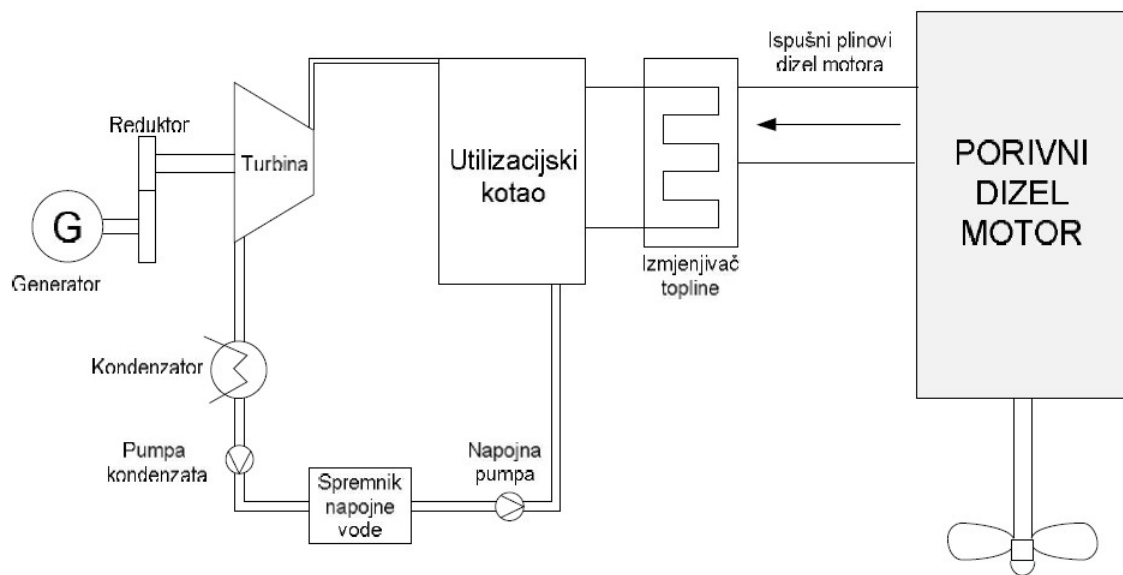 Ispušni plinovi
dizel motora
Reduktor
Turbina
Utilizacijski
kotao
PORIVNI
DIZEL
MOTOR
G
Generator
Izmjenjivač
topline
Kondenzator
Pumpa
kondenzata
Napojna
pumpa
Spremnik
napojne
vode